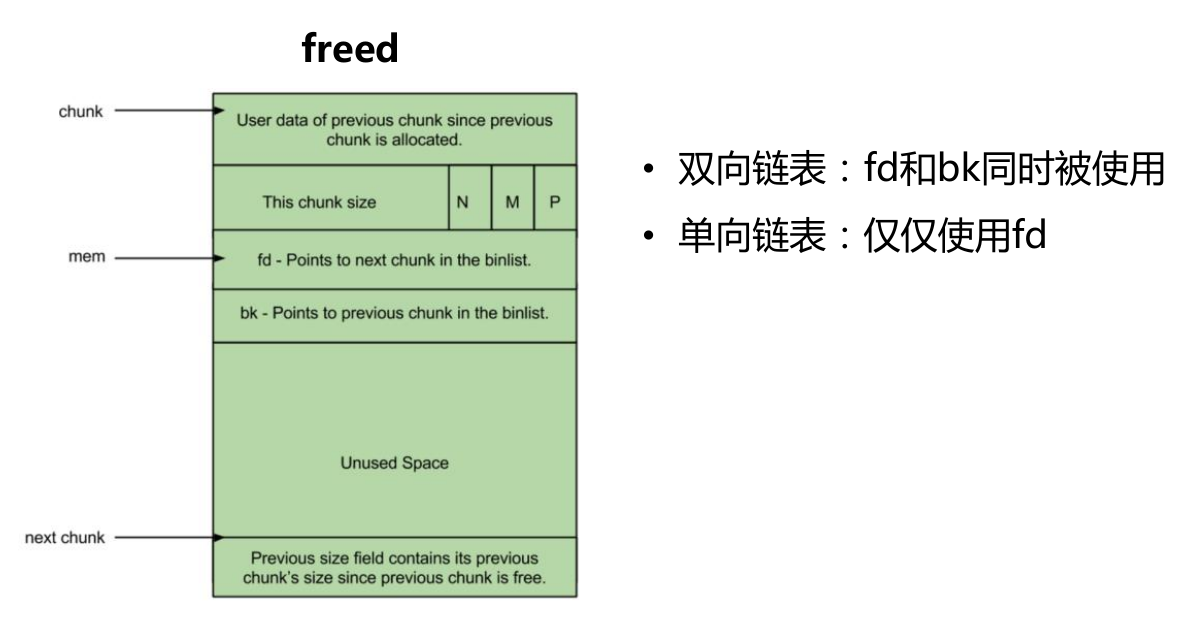 freed
chunk
User data of previous chunk since previous
chunk is allocated.
This chunk size
N
M
P
mem
fd - Points to next chunk in the binlist.
bk - Points to previous chunk in the binlist.
Unused Space
next chunk
Previous size field contains its previous
chunk's size since previous chunk is free.
• 双向链表：fd和bk同时被使用
• 单向链表：仅仅使用fd